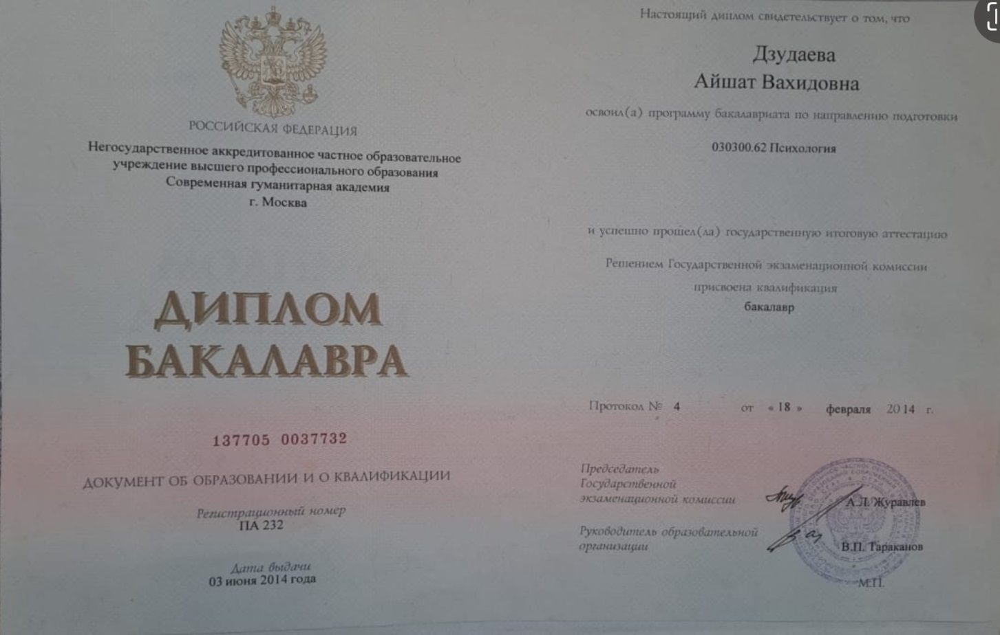 РОССИЙСКАЯ ФЕДЕРАЦИЯ
Негосударственное аккредитованное частное образовательное
учреждение высшего профессионального образования
Современная гуманитарная академия
г. Москва
ДИПЛОМ
БАКАЛАВРА
137705 0037732
ДОКУМЕНТ ОБ ОБРАЗОВАНИИ И О КВАЛИФИКАЦИИ
Регистрационный номер
ПА 232
Дата выдачи
03 июня 2014 года
Настоящий диплом свидетельствует о том, что
Дзудаева
Айшат Вахидовна
освоил(а) программу бакалавриата по направлению подготовки
030300.62 Психология
и успешно прошел(ла) государственную итоговую аттестацию
Решением Государственной экзаменационной комиссии
присвоена квалификация
бакалавр
Протокол № 4 от « 18 » февраля 2014 г.
Председатель
Государственной
экзаменационной комиссии
А.Л. Журавлев
Руководитель образовательной
организации
В.П. Тараканов
М.П.